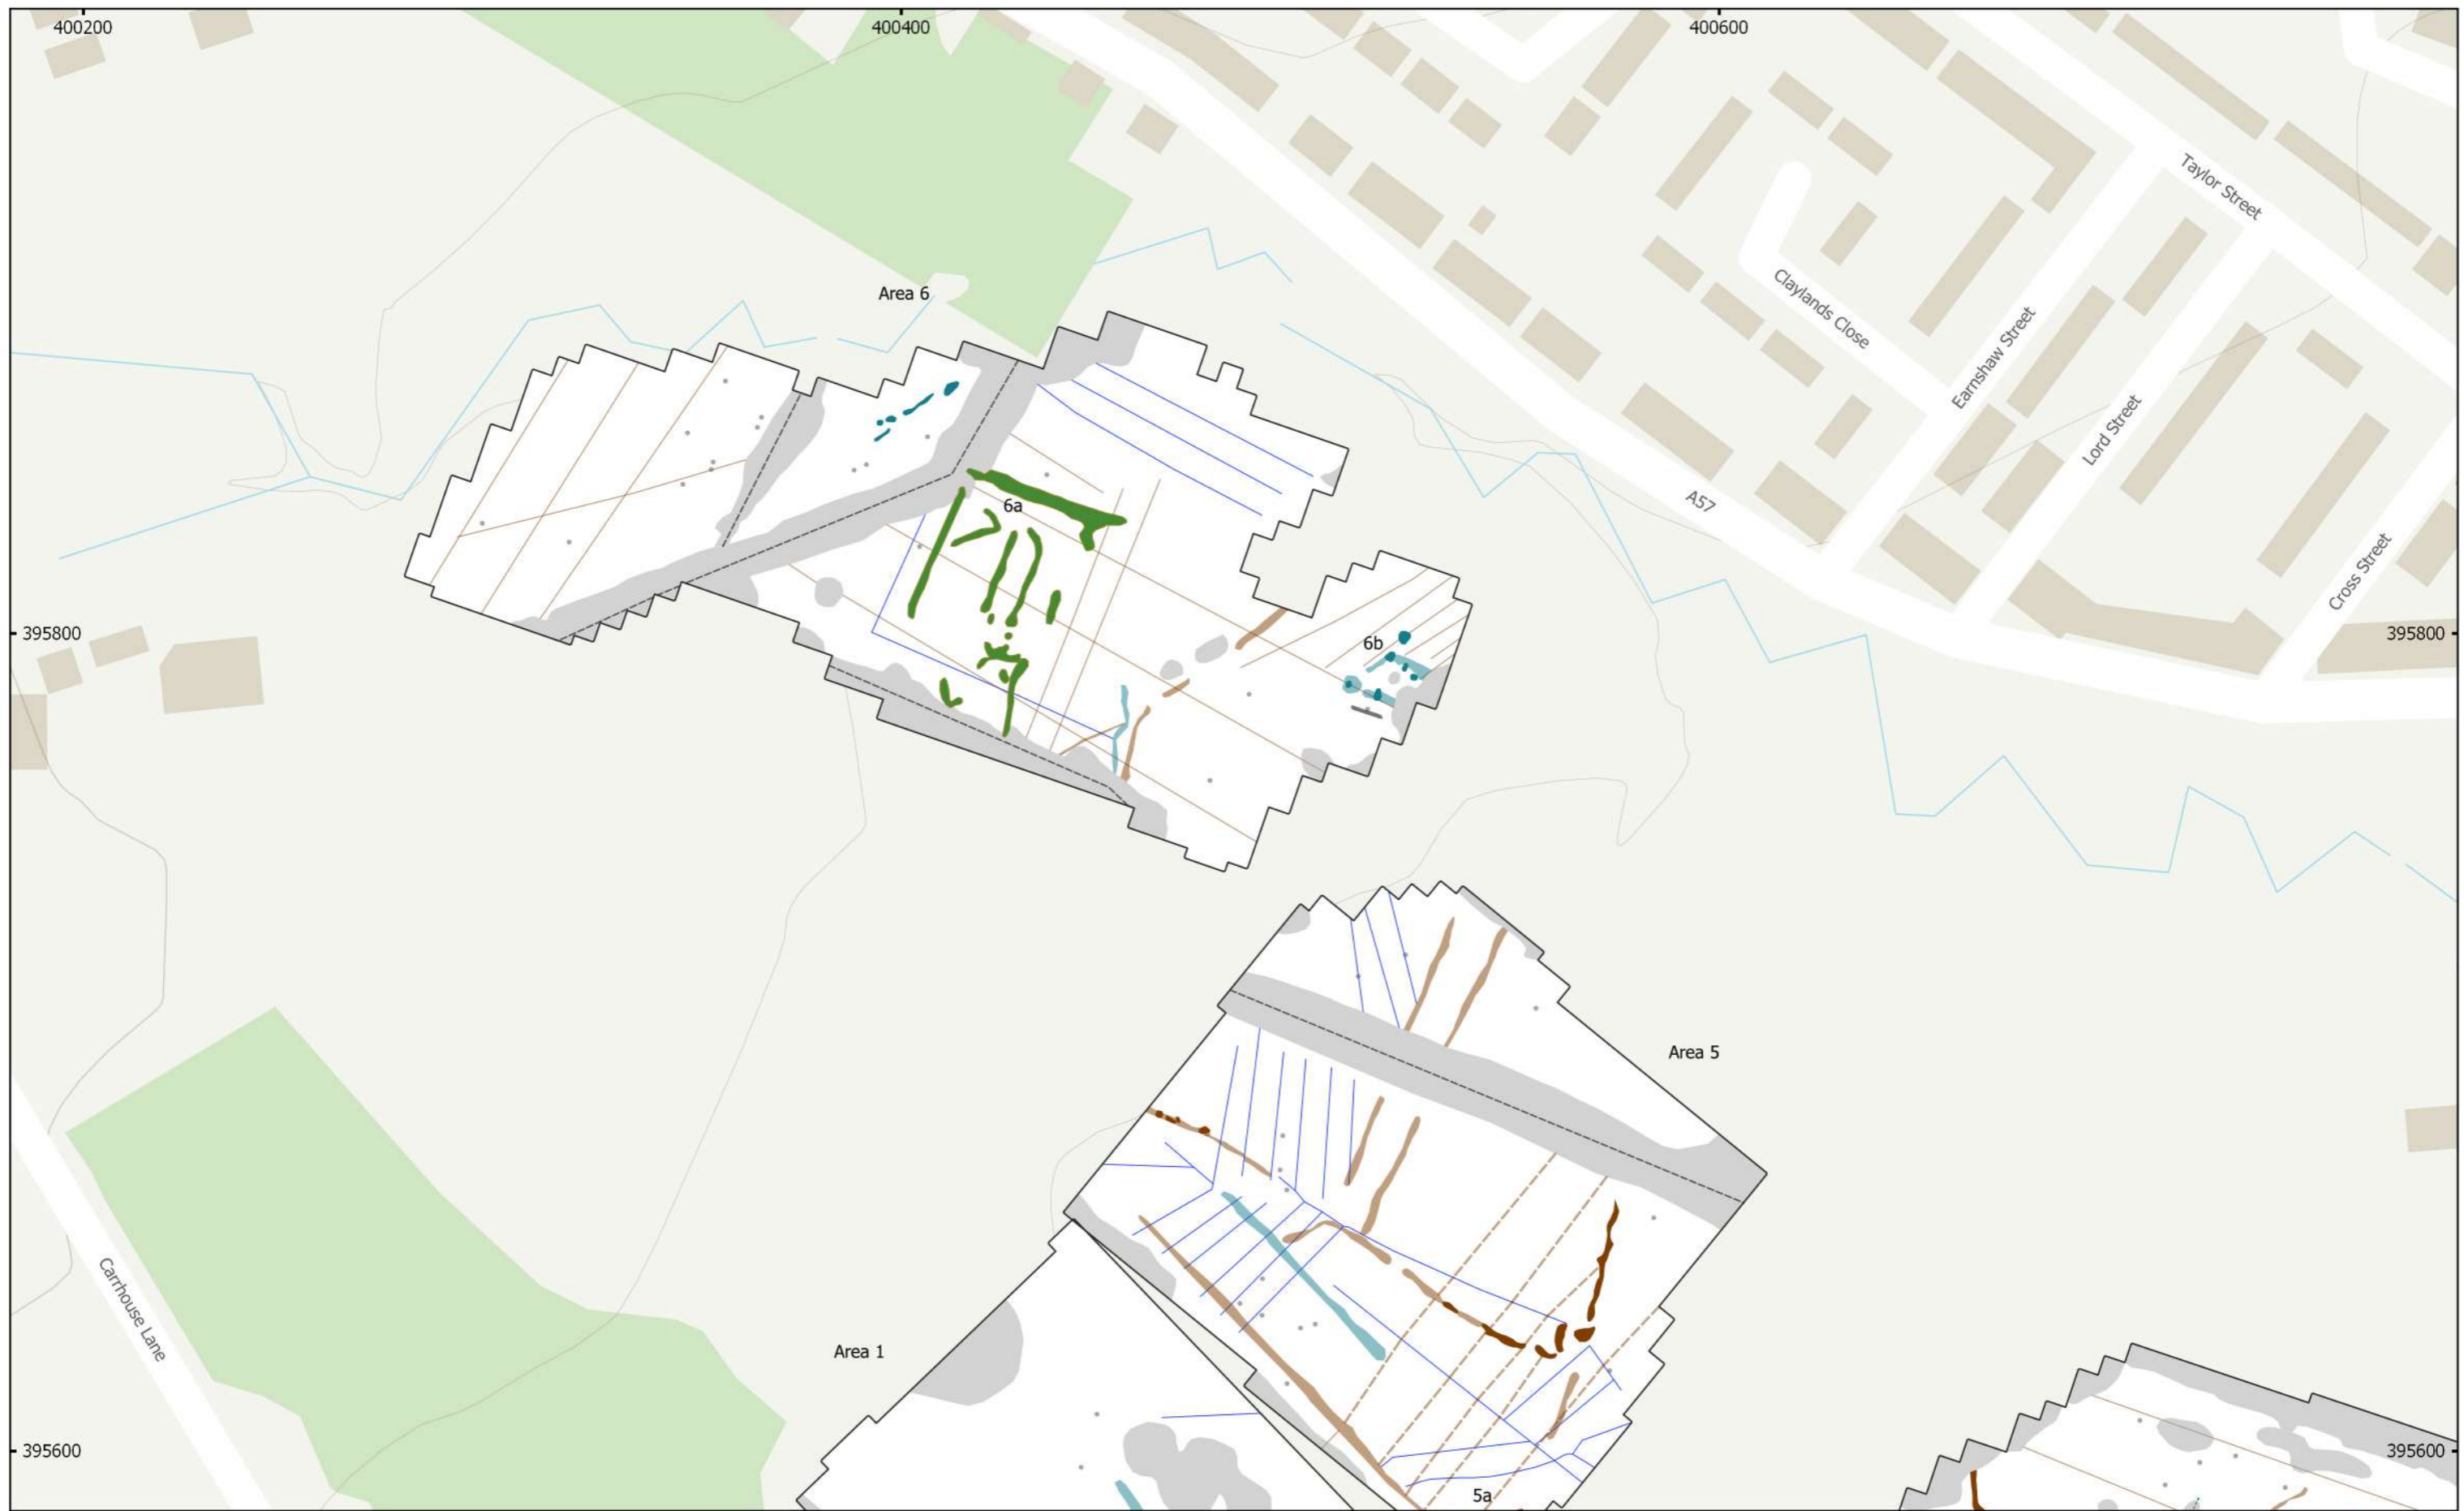 400200
400400
400600
Taylor Street
Area 6
Claylands Close
Earnshaw Street
Lord Street
A57
6a
Cross Street
395800
6b
395800
Area 5
Carrhouse Lane
Area 1
395600
395600
5a